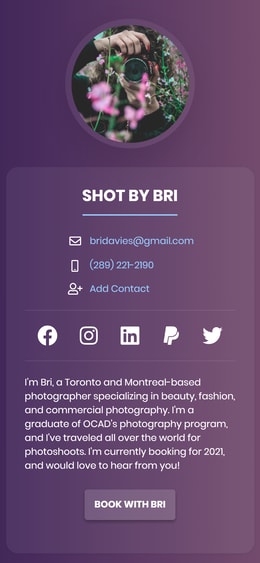 SHOT BY BRI
bridavies@gmail.com
(289) 221-2190
Add Contact
I'm Bri, a Toronto and Montreal-based
photographer specializing in beauty, fashion,
and commercial photography. I'm a
graduate of OCAD's photography program,
and I've traveled all over the world for
photoshoots. I'm currently booking for 2021,
and would love to hear from you!
BOOK WITH BRI